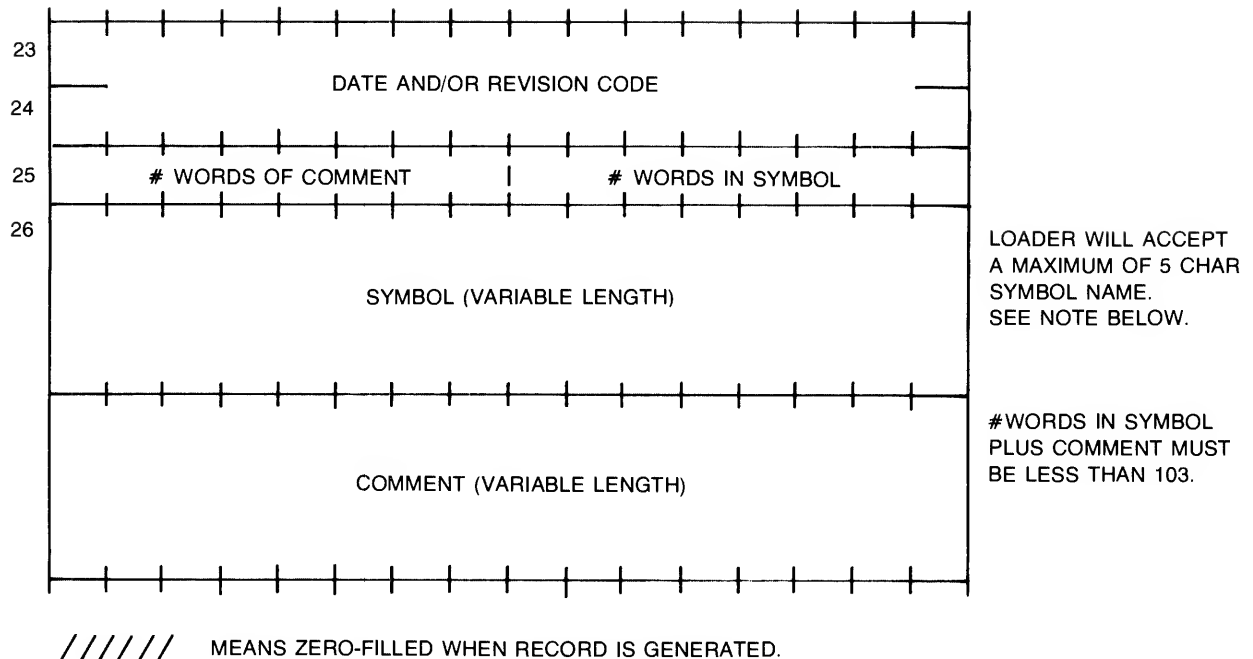 23
DATE AND/OR REVISION CODE
24
25
# WORDS OF COMMENT
# WORDS IN SYMBOL
26
LOADER WILL ACCEPT
A MAXIMUM OF 5 CHAR
SYMBOL NAME.
SEE NOTE BELOW.
SYMBOL (VARIABLE LENGTH)
#WORDS IN SYMBOL
PLUS COMMENT MUST
BE LESS THAN 103.
COMMENT (VARIABLE LENGTH)
////// MEANS ZERO-FILLED WHEN RECORD IS GENERATED.